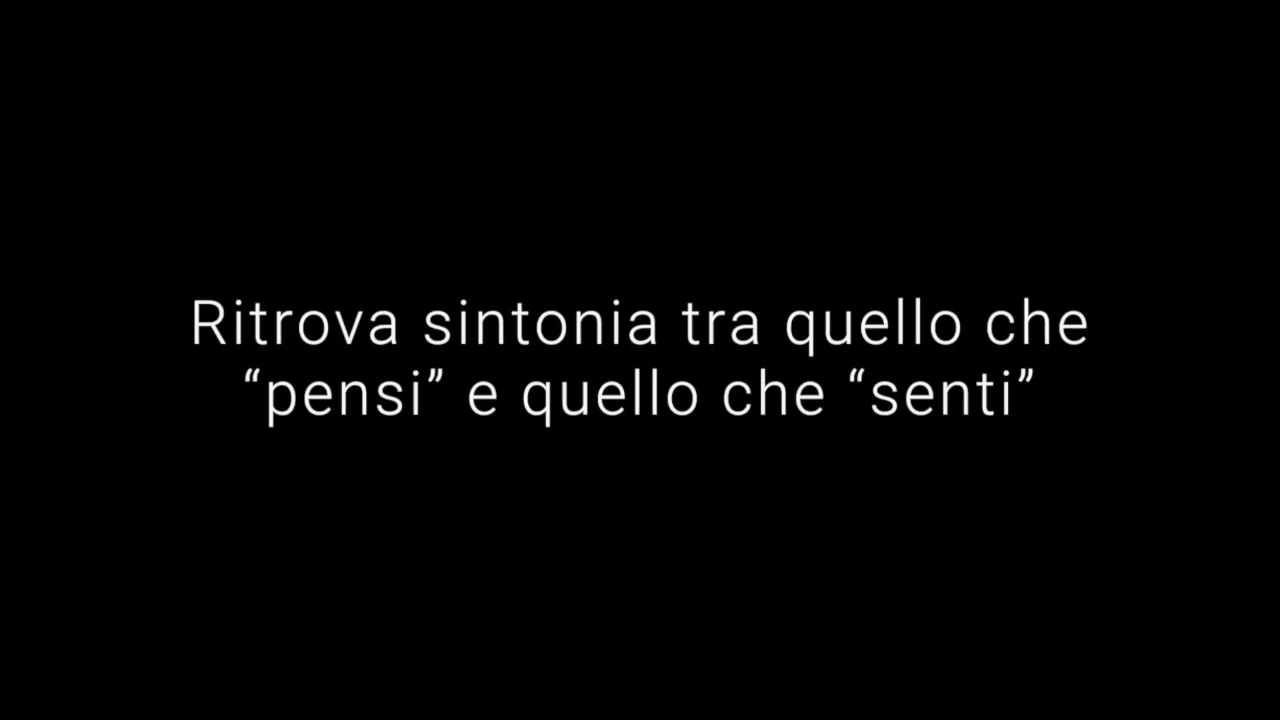 Ritrova sintonia tra quello che
“pensi” e quello che “senti”